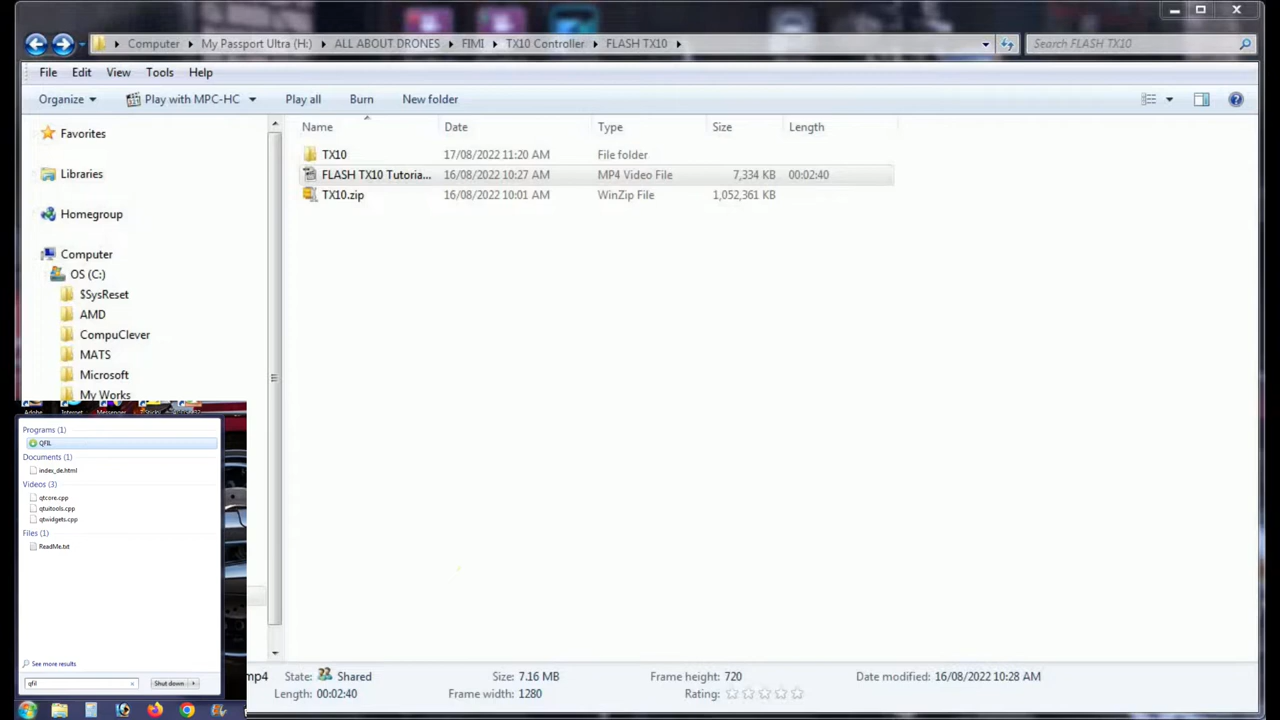 Computer
My Passport Ultra (H:)
ALL ABOUT DRONES
FIMI
TX10 Controller
FLASH TX10
Search FLASH TX10
File Edit View Tools Help
Organize Play with MPC-HC Play all Burn New folder
Name Date Type Size Length
Favorites
Libraries
Homegroup
Computer
OS (C:)
$SysReset
AMD
CompuClever
MATS
Microsoft
My Works
TX10 17/08/2022 11:20 AM File folder
FLASH TX10 Tutoria... 16/08/2022 10:27 AM MP4 Video File 7,334 KB 00:02:40
TX10.zip 16/08/2022 10:01 AM WinZip File 1,052,361 KB
Adobe Internet Messenger
Programs (1)
QFIL
Documents (1)
index_de.html
Videos (3)
qtcore.cpp
qtuitools.cpp
qtwidgets.cpp
Files (1)
ReadMe.txt
See more results
qfil
Shut down
mp4 State: Shared Size: 7.16 MB Frame height: 720 Date modified: 16/08/2022 10:28 AM
Length: 00:02:40 Frame width: 1280 Rating: